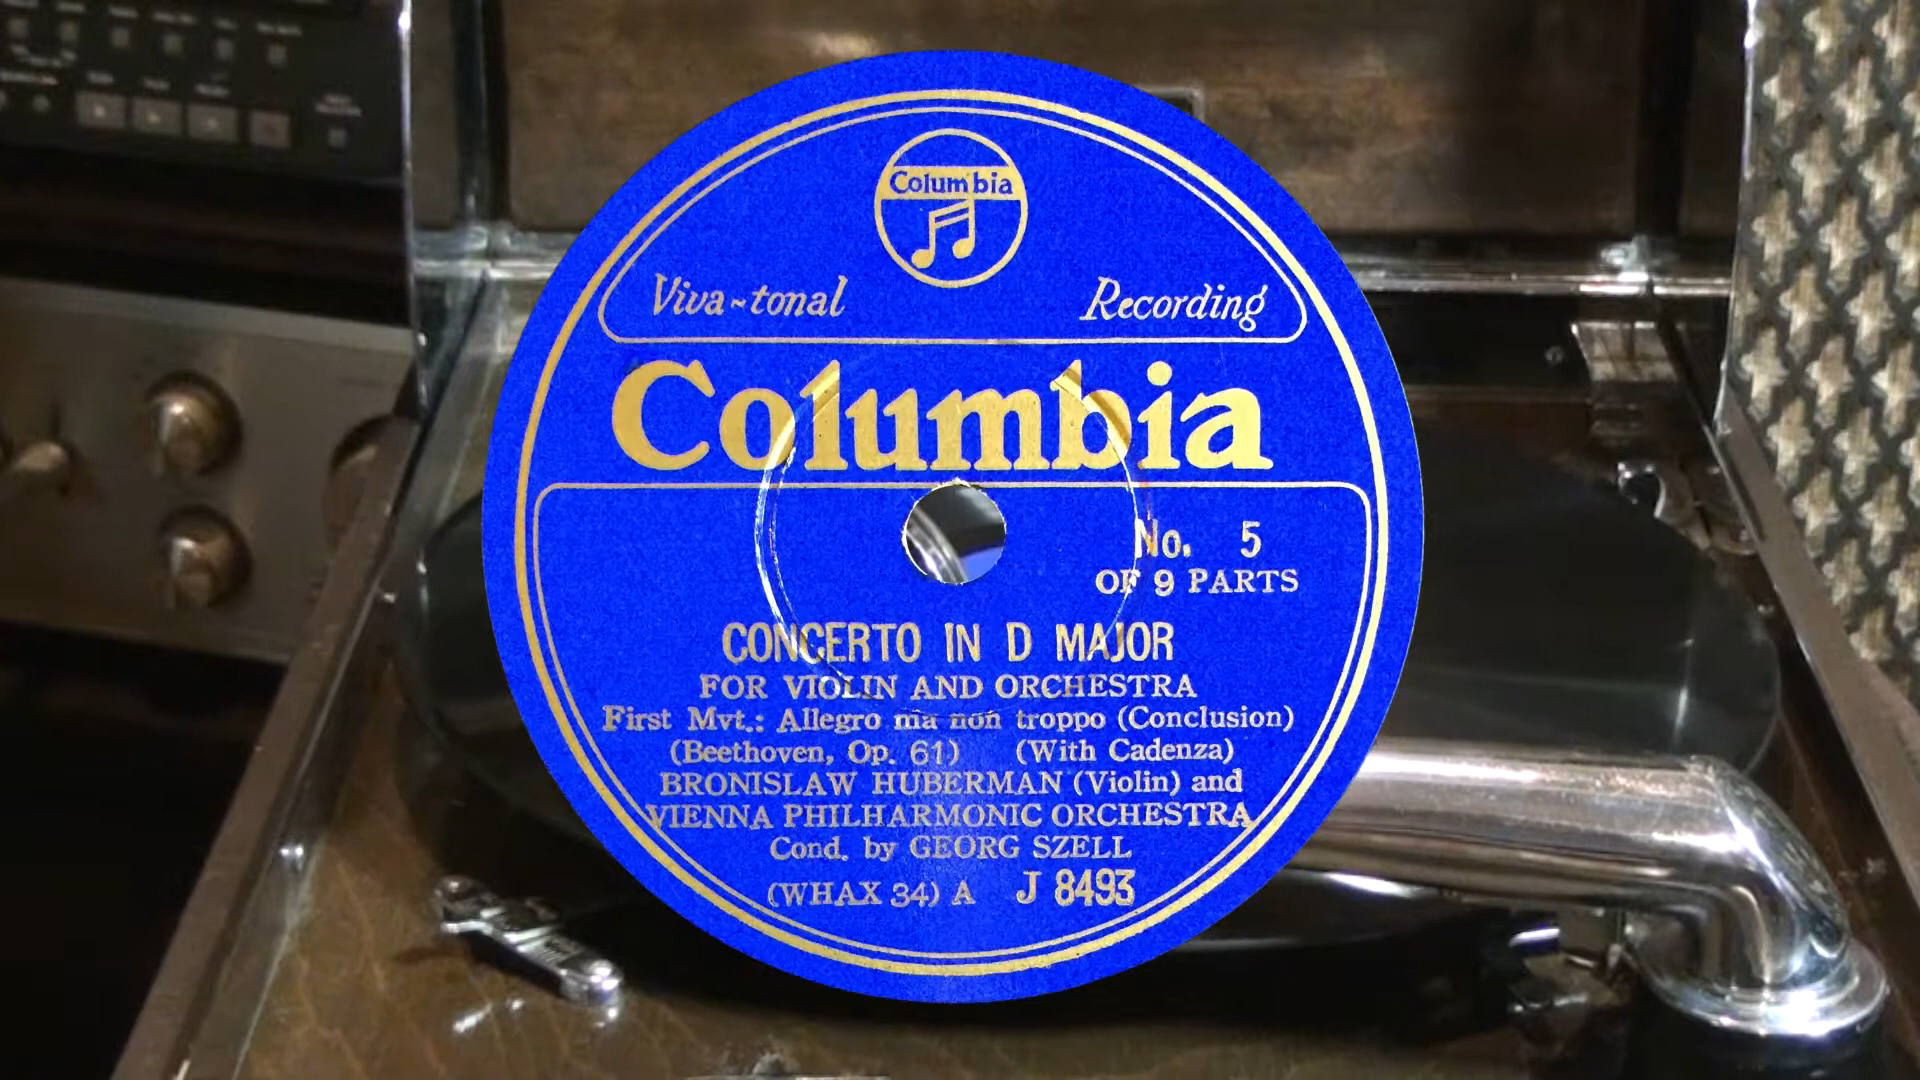 Columbia
Viva-tonal Recording
Columbia
No. 5
OF 9 PARTS
CONCERTO IN D MAJOR
FOR VIOLIN AND ORCHESTRA
First Mvt.: Allegro ma non troppo (Conclusion)
(Beethoven, Op. 61) (With Cadenza)
BRONISLAW HUBERMAN (Violin) and
VIENNA PHILHARMONIC ORCHESTRA
Cond. by GEORG SZELL
(WHAX 34) A J 8493